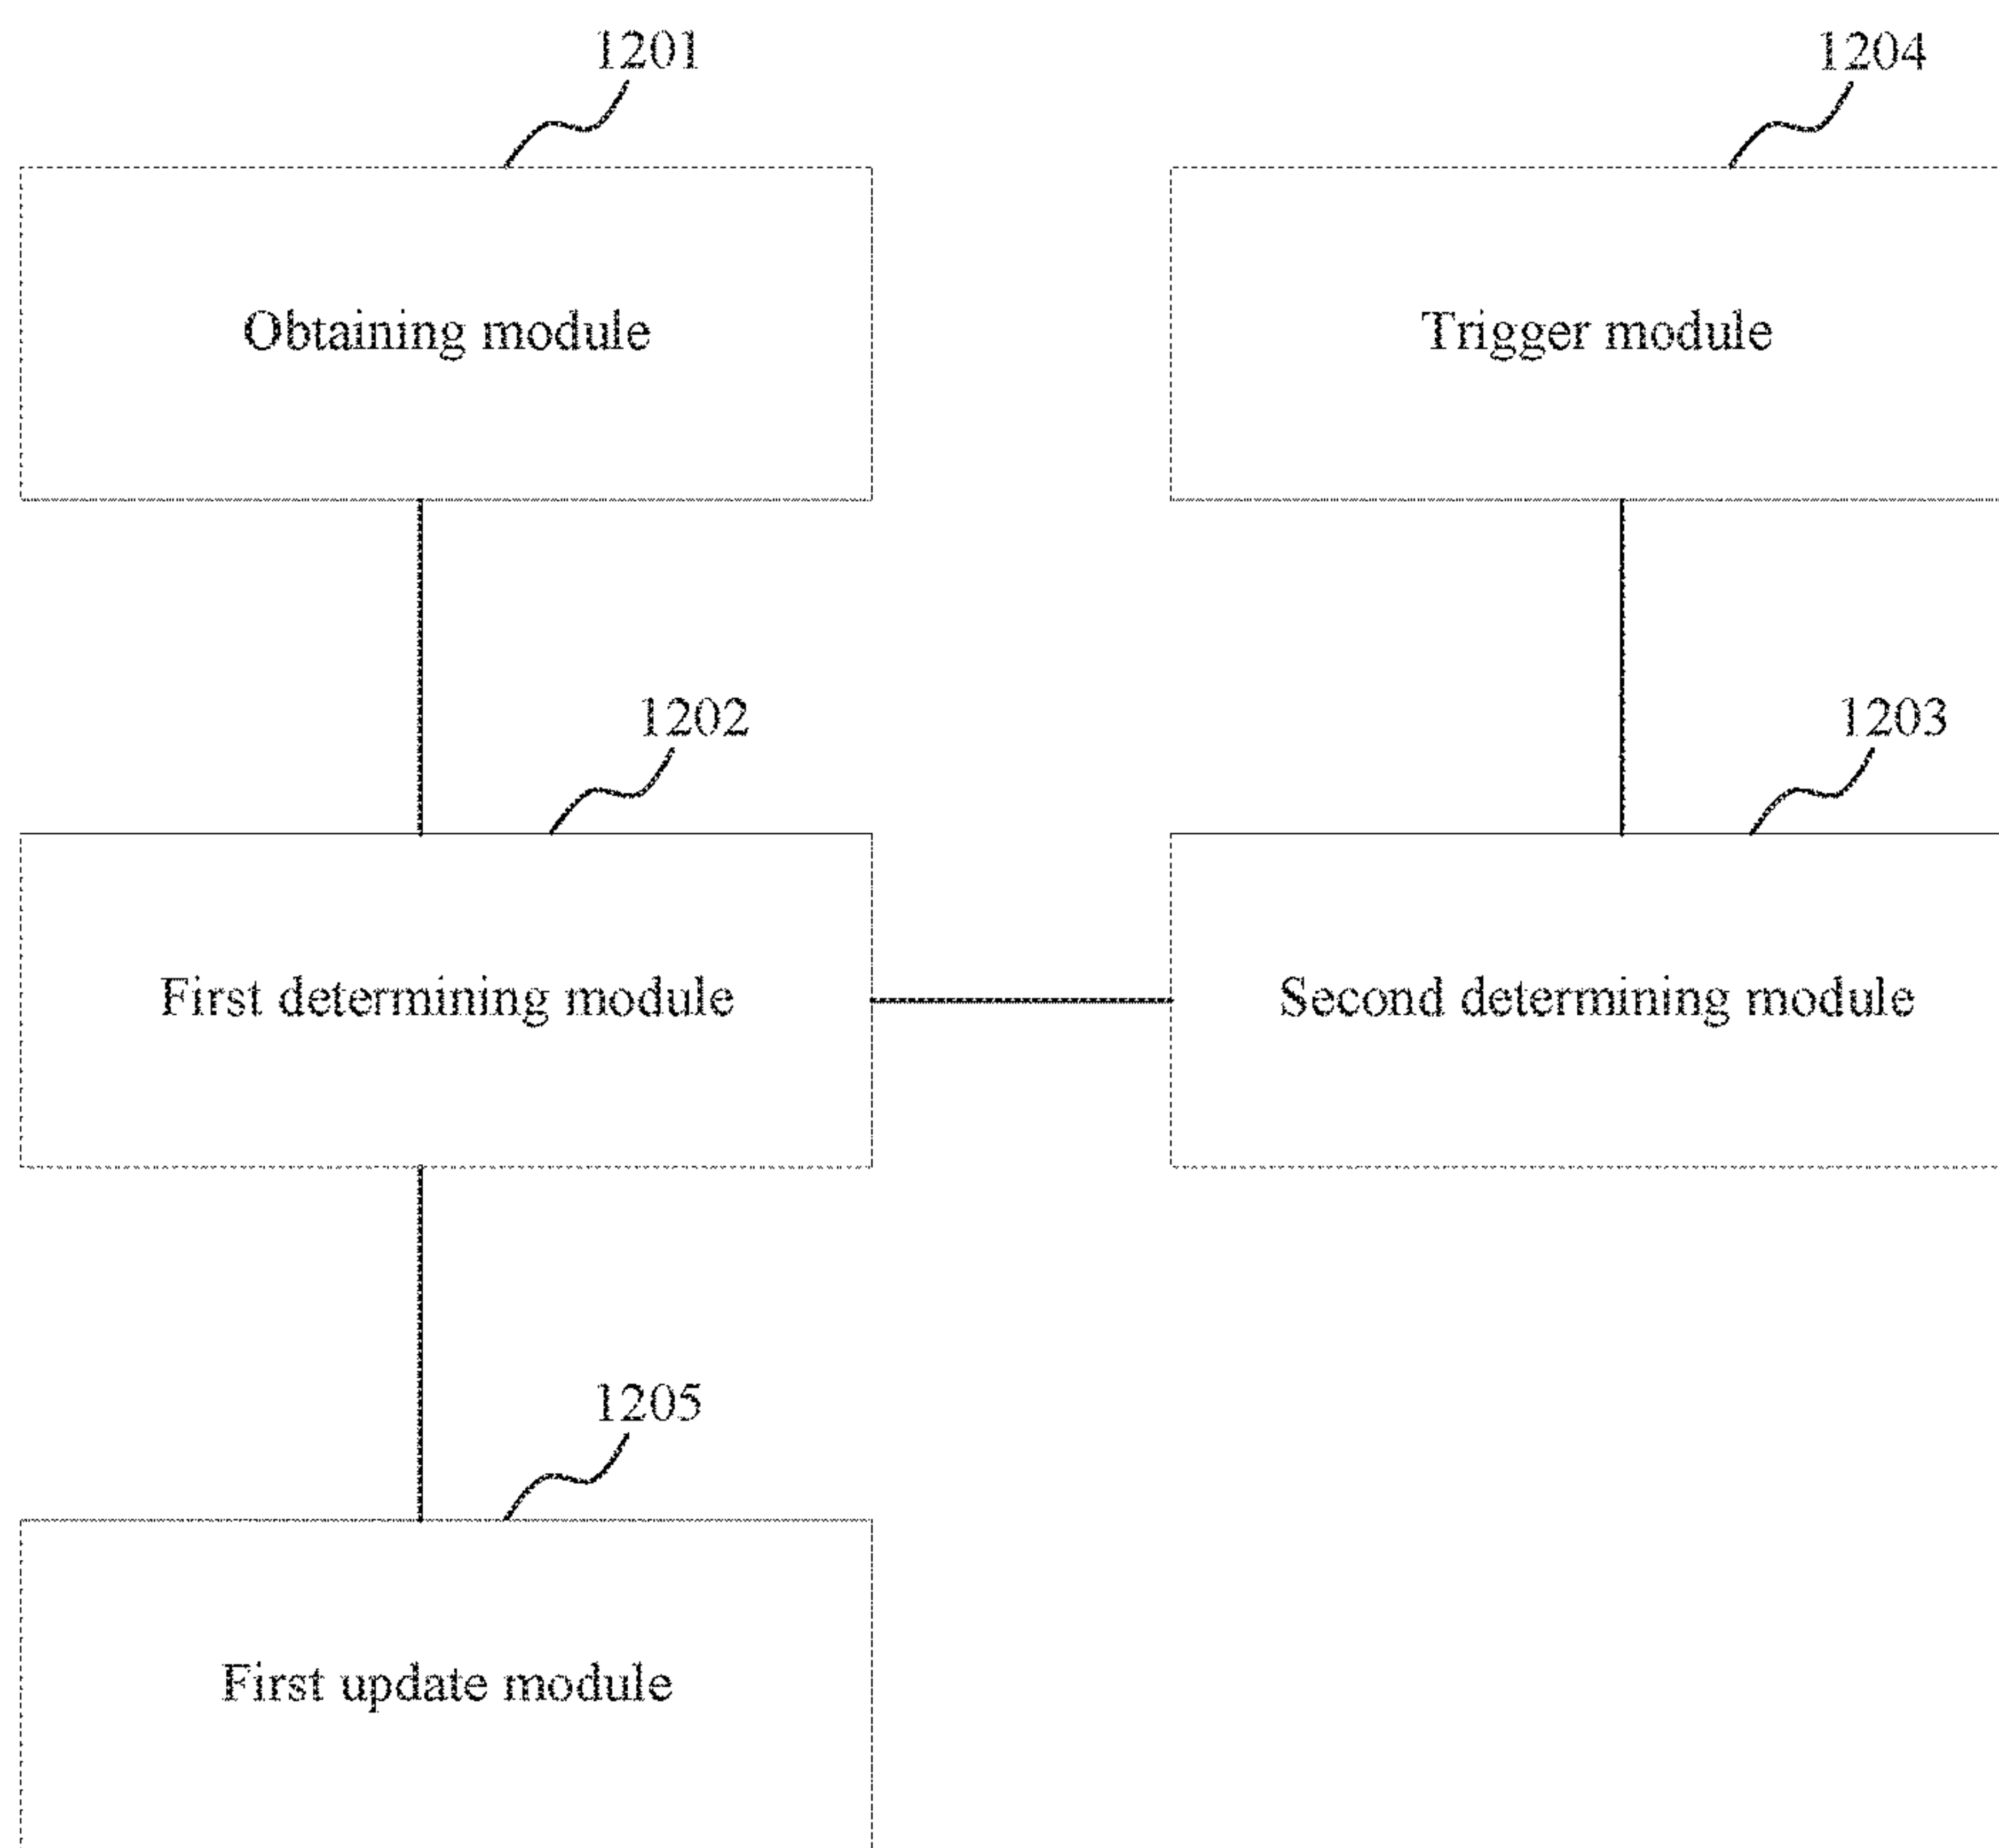 1201
1204
Obtaining module
Trigger module
1202
1203
First determining module
Second determining module
1205
First update module